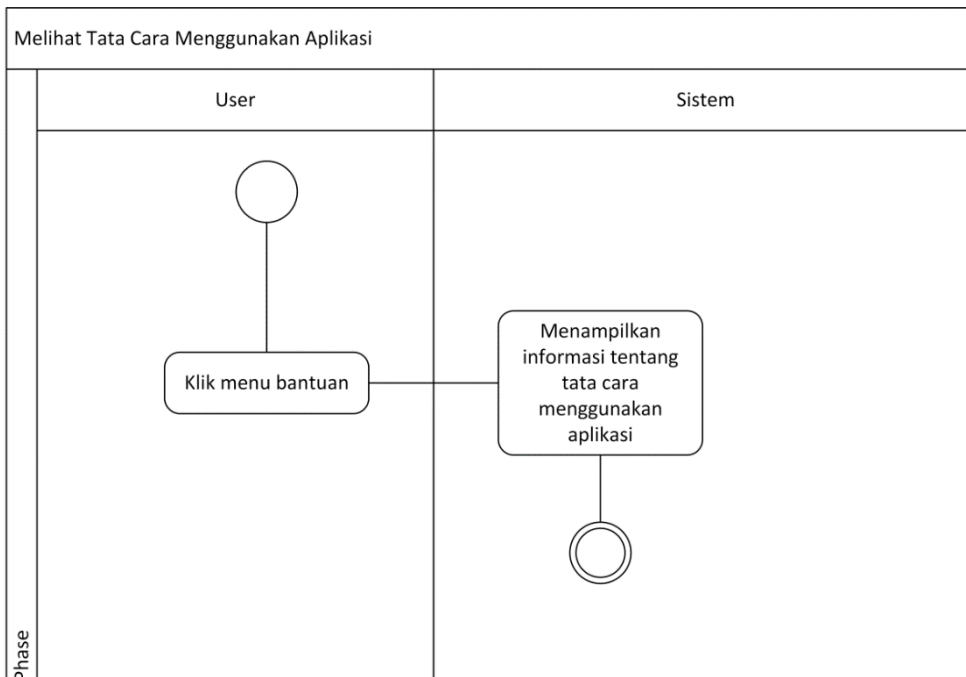 Melihat Tata Cara Menggunakan Aplikasi
User
Sistem
Klik menu bantuan
Menampilkan
informasi tentang
tata cara
menggunakan
aplikasi
Phase